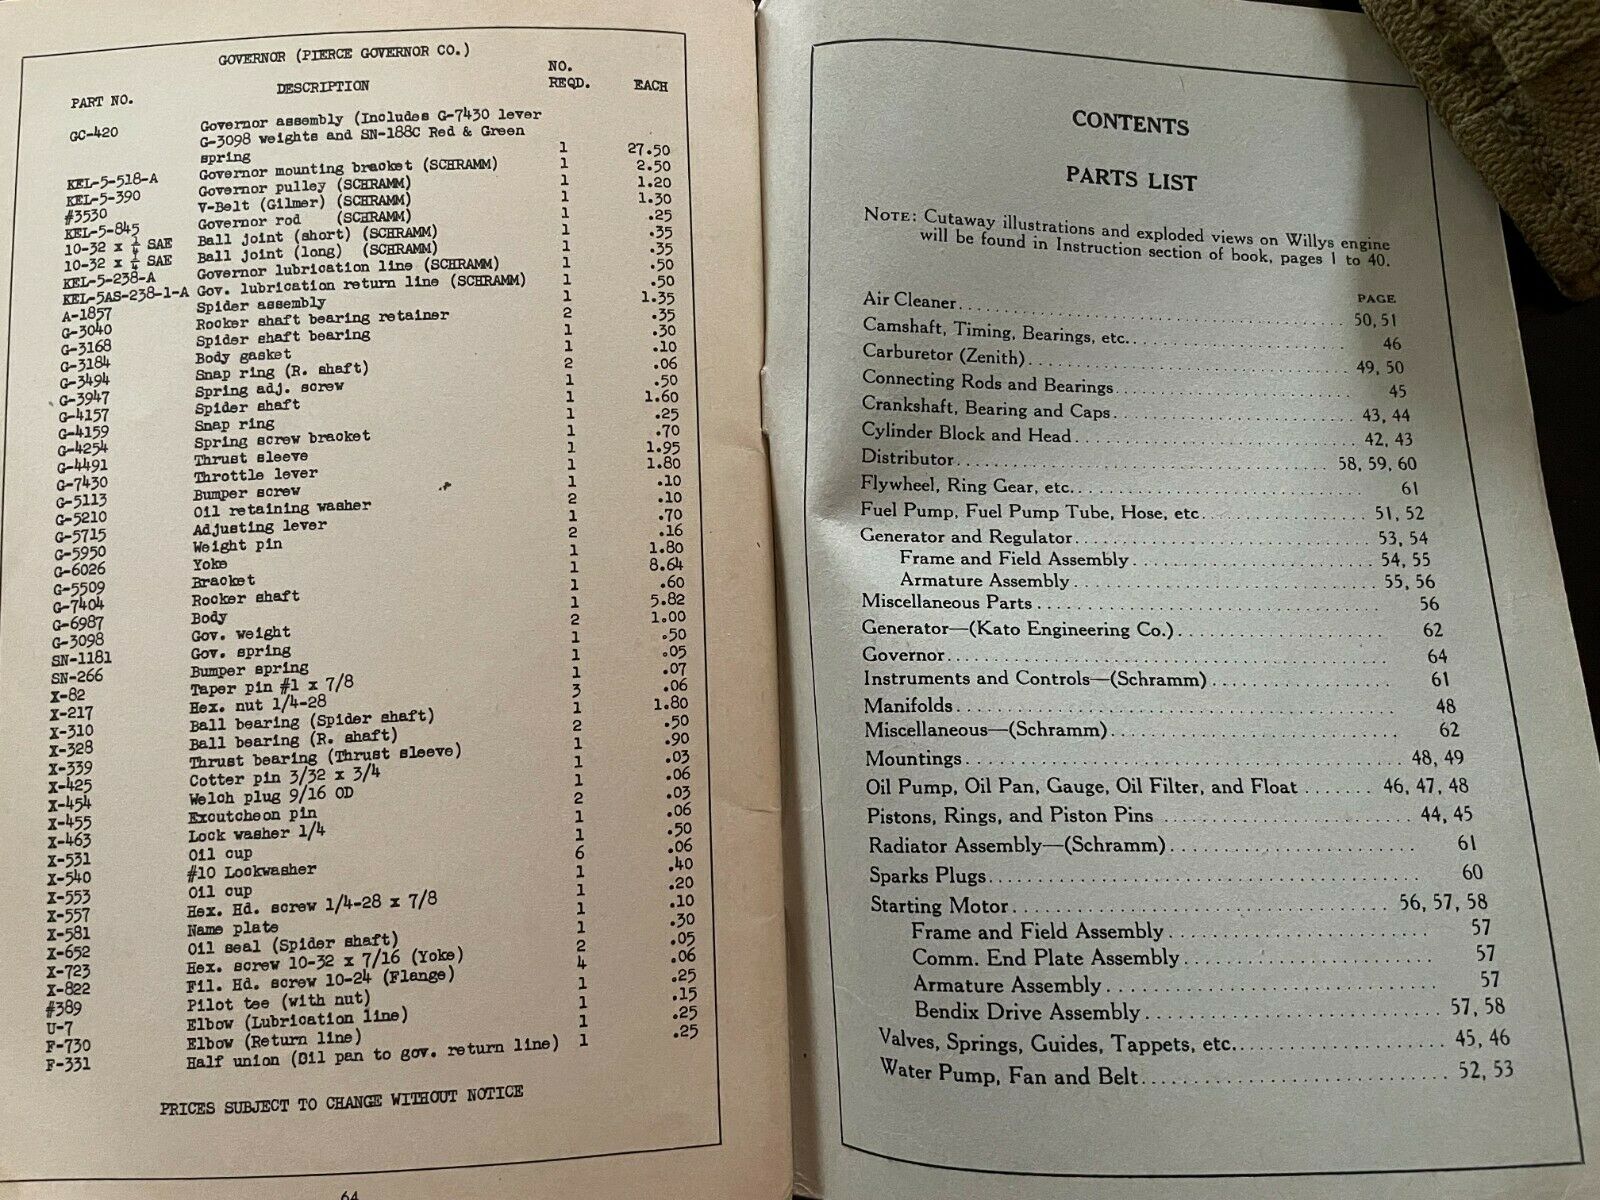 GOVERNOR (PIERCE GOVERNOR CO.)
PART NO. DESCRIPTION NO. REQD. EACH
GC-420 Governor assembly (Includes G-7430 lever
G-3098 weights and SN-188C Red & Green
spring 1 27.50
KEL-5-518-A Governor mounting bracket (SCHRAMM) 1 2.50
KEL-5-390 Governor pulley (SCHRAMM) 1 1.20
#3530 V-Belt (Gilmer) (SCHRAMM) 1 1.30
KEL-5-845 Governor rod (SCHRAMM) 1 .25
10-32 x 1/4 SAE Ball joint (short) (SCHRAMM) 1 .35
10-32 x 1/4 SAE Ball joint (long) (SCHRAMM) 1 .35
KEL-5-238-A Governor lubrication line (SCHRAMM) 1 .50
KEL-5AS-238-1-A Gov. lubrication return line (SCHRAMM) 1 .50
A-1857 Spider assembly 1 1.35
G-3040 Rocker shaft bearing retainer 2 .35
G-3168 Spider shaft bearing 1 .30
G-3184 Body gasket 1 .10
G-3494 Snap ring (R. shaft) 2 .06
G-3947 Spring adj. screw 1 .50
G-4157 Spider shaft 1 1.60
G-4159 Snap ring 1 .25
G-4254 Spring screw bracket 1 .70
G-4491 Thrust sleeve 1 1.95
G-7430 Throttle lever 1 1.80
G-5113 Bumper screw 1 .10
G-5210 Oil retaining washer 2 .10
G-5715 Adjusting lever 1 .70
G-5950 Weight pin 2 .16
G-6026 Yoke 1 1.80
G-5509 Bracket 1 8.64
G-7404 Rocker shaft 1 .60
G-6987 Body 1 5.82
G-3098 Gov. weight 2 1.00
SN-1181 Gov. spring 1 .50
SN-266 Bumper spring 1 .05
X-82 Taper pin #1 x 7/8 1 .07
X-217 Hex. nut 1/4-28 3 .06
X-310 Ball bearing (Spider shaft) 1 1.80
X-328 Ball bearing (R. shaft) 2 .50
X-339 Thrust bearing (Thrust sleeve) 1 .90
X-425 Cotter pin 3/32 x 3/4 1 .03
X-454 Welch plug 9/16 OD 1 .06
X-455 Excutcheon pin 2 .03
X-463 Lock washer 1/4 1 .06
X-531 Oil cup 1 .50
X-540 #10 Lockwasher 6 .06
X-553 Oil cup 1 .40
X-557 Hex. Hd. screw 1/4-28 x 7/8 1 .20
X-581 Name plate 1 .10
X-652 Oil seal (Spider shaft) 1 .30
X-723 Hex. screw 10-32 x 7/16 (Yoke) 2 .05
X-822 Fil. Hd. screw 10-24 (Flange) 4 .06
#389 Pilot tee (with nut) 1 .25
U-7 Elbow (Lubrication line) 1 .15
F-730 Elbow (Return line) 1 .25
F-331 Half union (Oil pan to gov. return line) 1 .25
PRICES SUBJECT TO CHANGE WITHOUT NOTICE
64
CONTENTS
PARTS LIST
NOTE: Cutaway illustrations and exploded views on Willys engine
will be found in Instruction section of book, pages 1 to 40.
PAGE
Air Cleaner 50, 51
Camshaft, Timing, Bearings, etc. 46
Carburetor (Zenith) 49, 50
Connecting Rods and Bearings 45
Crankshaft, Bearing and Caps 43, 44
Cylinder Block and Head 42, 43
Distributor 58, 59, 60
Flywheel, Ring Gear, etc. 61
Fuel Pump, Fuel Pump Tube, Hose, etc 51, 52
Generator and Regulator 53, 54
Frame and Field Assembly 54, 55
Armature Assembly 55, 56
Miscellaneous Parts 56
Generator—(Kato Engineering Co.) 62
Governor 64
Instruments and Controls—(Schramm) 61
Manifolds 48
Miscellaneous—(Schramm) 62
Mountings 48, 49
Oil Pump, Oil Pan, Gauge, Oil Filter, and Float 46, 47, 48
Pistons, Rings, and Piston Pins 44, 45
Radiator Assembly—(Schramm) 61
Sparks Plugs 60
Starting Motor 56, 57, 58
Frame and Field Assembly 57
Comm. End Plate Assembly 57
Armature Assembly 57
Bendix Drive Assembly 57, 58
Valves, Springs, Guides, Tappets, etc. 45, 46
Water Pump, Fan and Belt 52, 53